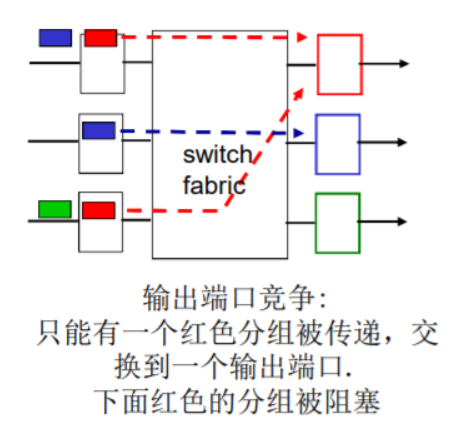 switch
fabric
输出端口竞争:
只能有一个红色分组被传递，交
换到一个输出端口.
下面红色的分组被阻塞